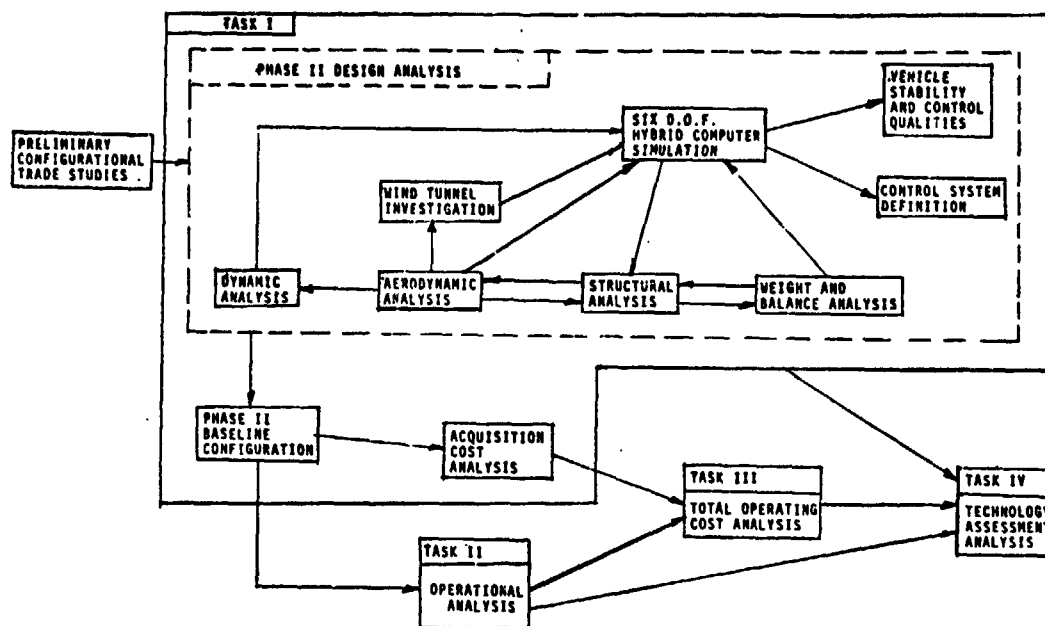 TASK I
PHASE II DESIGN ANALYSIS
VEHICLE
STABILITY
AND CONTROL
QUALITIES
SIX D.O.F.
HYBRID COMPUTER
SIMULATION
PRELIMINARY
CONFIGURATIONAL
TRADE STUDIES
WIND TUNNEL
INVESTIGATION
CONTROL SYSTEM
DEFINITION
DYNAMIC
ANALYSIS
AERODYNAMIC
ANALYSIS
STRUCTURAL
ANALYSIS
WEIGHT AND
BALANCE ANALYSIS
PHASE II
BASELINE
CONFIGURATION
ACQUISITION
COST
ANALYSIS
TASK III
TOTAL OPERATING
COST ANALYSIS
TASK IV
TECHNOLOGY
ASSESSMENT
ANALYSIS
TASK II
OPERATIONAL
ANALYSIS